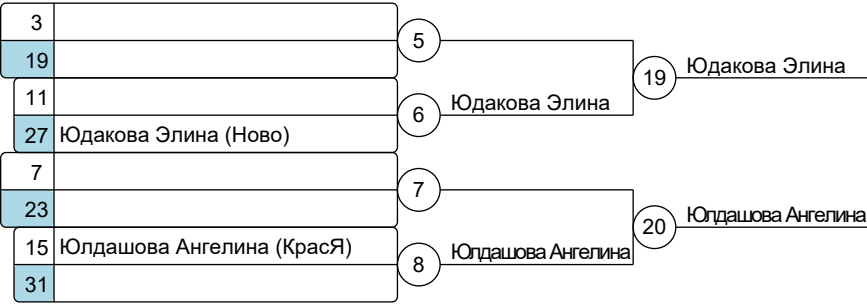 3
5
19
19 Юдакова Элина
11
6 Юдакова Элина
27 Юдакова Элина (Ново)
7
7
23
20 Юлдашова Ангелина
15 Юлдашова Ангелина (КрасЯ)
8 Юлдашова Ангелина
31